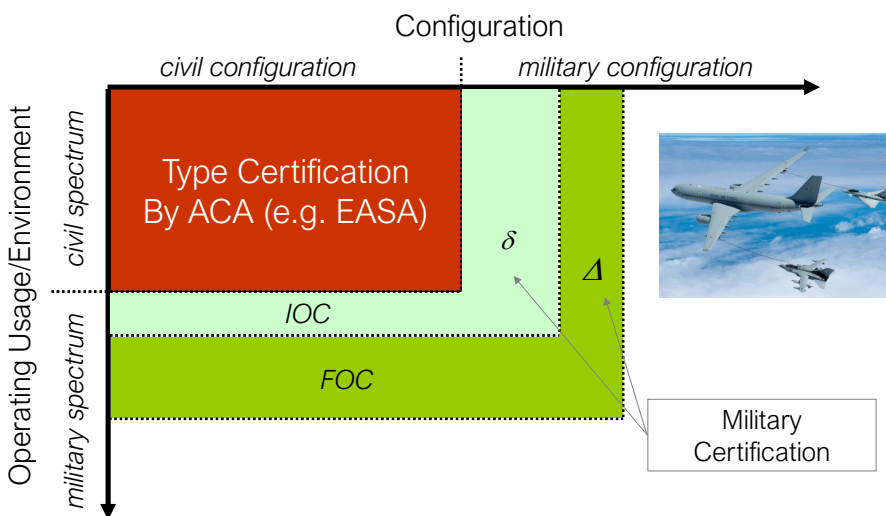 Configuration
civil configuration
military configuration
Operating Usage/Environment
civil spectrum
military spectrum
Type Certification
By ACA (e.g. EASA)
δ
Δ
IOC
FOC
Military
Certification